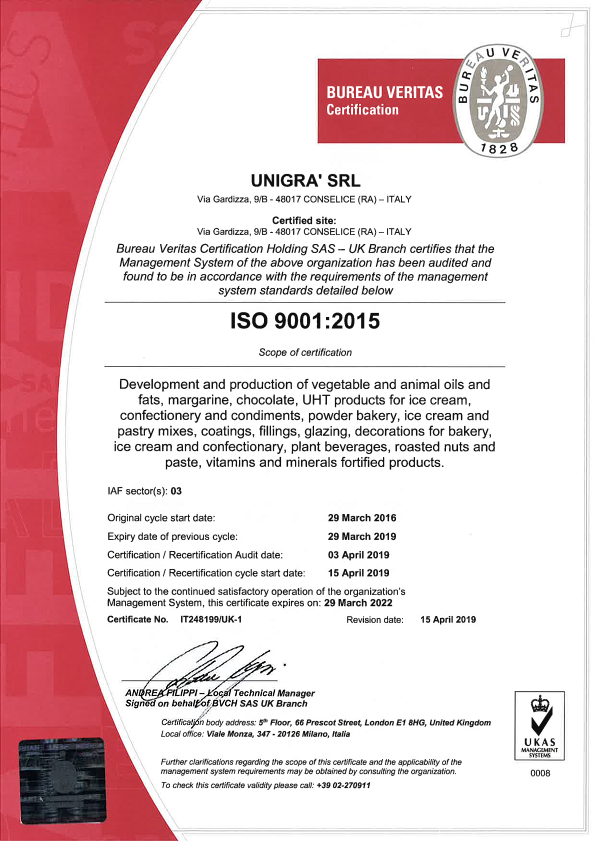 BUREAU VERITAS
Certification
BUREAU VERITAS
1828
UNIGRA' SRL
Via Gardizza, 9/B - 48017 CONSELICE (RA) – ITALY
Certified site:
Via Gardizza, 9/B - 48017 CONSELICE (RA) – ITALY
Bureau Veritas Certification Holding SAS – UK Branch certifies that the
Management System of the above organization has been audited and
found to be in accordance with the requirements of the management
system standards detailed below
ISO 9001:2015
Scope of certification
Development and production of vegetable and animal oils and
fats, margarine, chocolate, UHT products for ice cream,
confectionery and condiments, powder bakery, ice cream and
pastry mixes, coatings, fillings, glazing, decorations for bakery,
ice cream and confectionary, plant beverages, roasted nuts and
paste, vitamins and minerals fortified products.
IAF sector(s): 03
Original cycle start date: 29 March 2016
Expiry date of previous cycle: 29 March 2019
Certification / Recertification Audit date: 03 April 2019
Certification / Recertification cycle start date: 15 April 2019
Subject to the continued satisfactory operation of the organization's
Management System, this certificate expires on: 29 March 2022
Certificate No. IT248199/UK-1 Revision date: 15 April 2019
ANDREA FILIPPI – Local Technical Manager
Signed on behalf of BVCH SAS UK Branch
Certification body address: 5th Floor, 66 Prescot Street, London E1 8HG, United Kingdom
Local office: Viale Monza, 347 - 20126 Milano, Italia
Further clarifications regarding the scope of this certificate and the applicability of the
management system requirements may be obtained by consulting the organization.
To check this certificate validity please call: +39 02-270911
UKAS
MANAGEMENT
SYSTEMS
0008